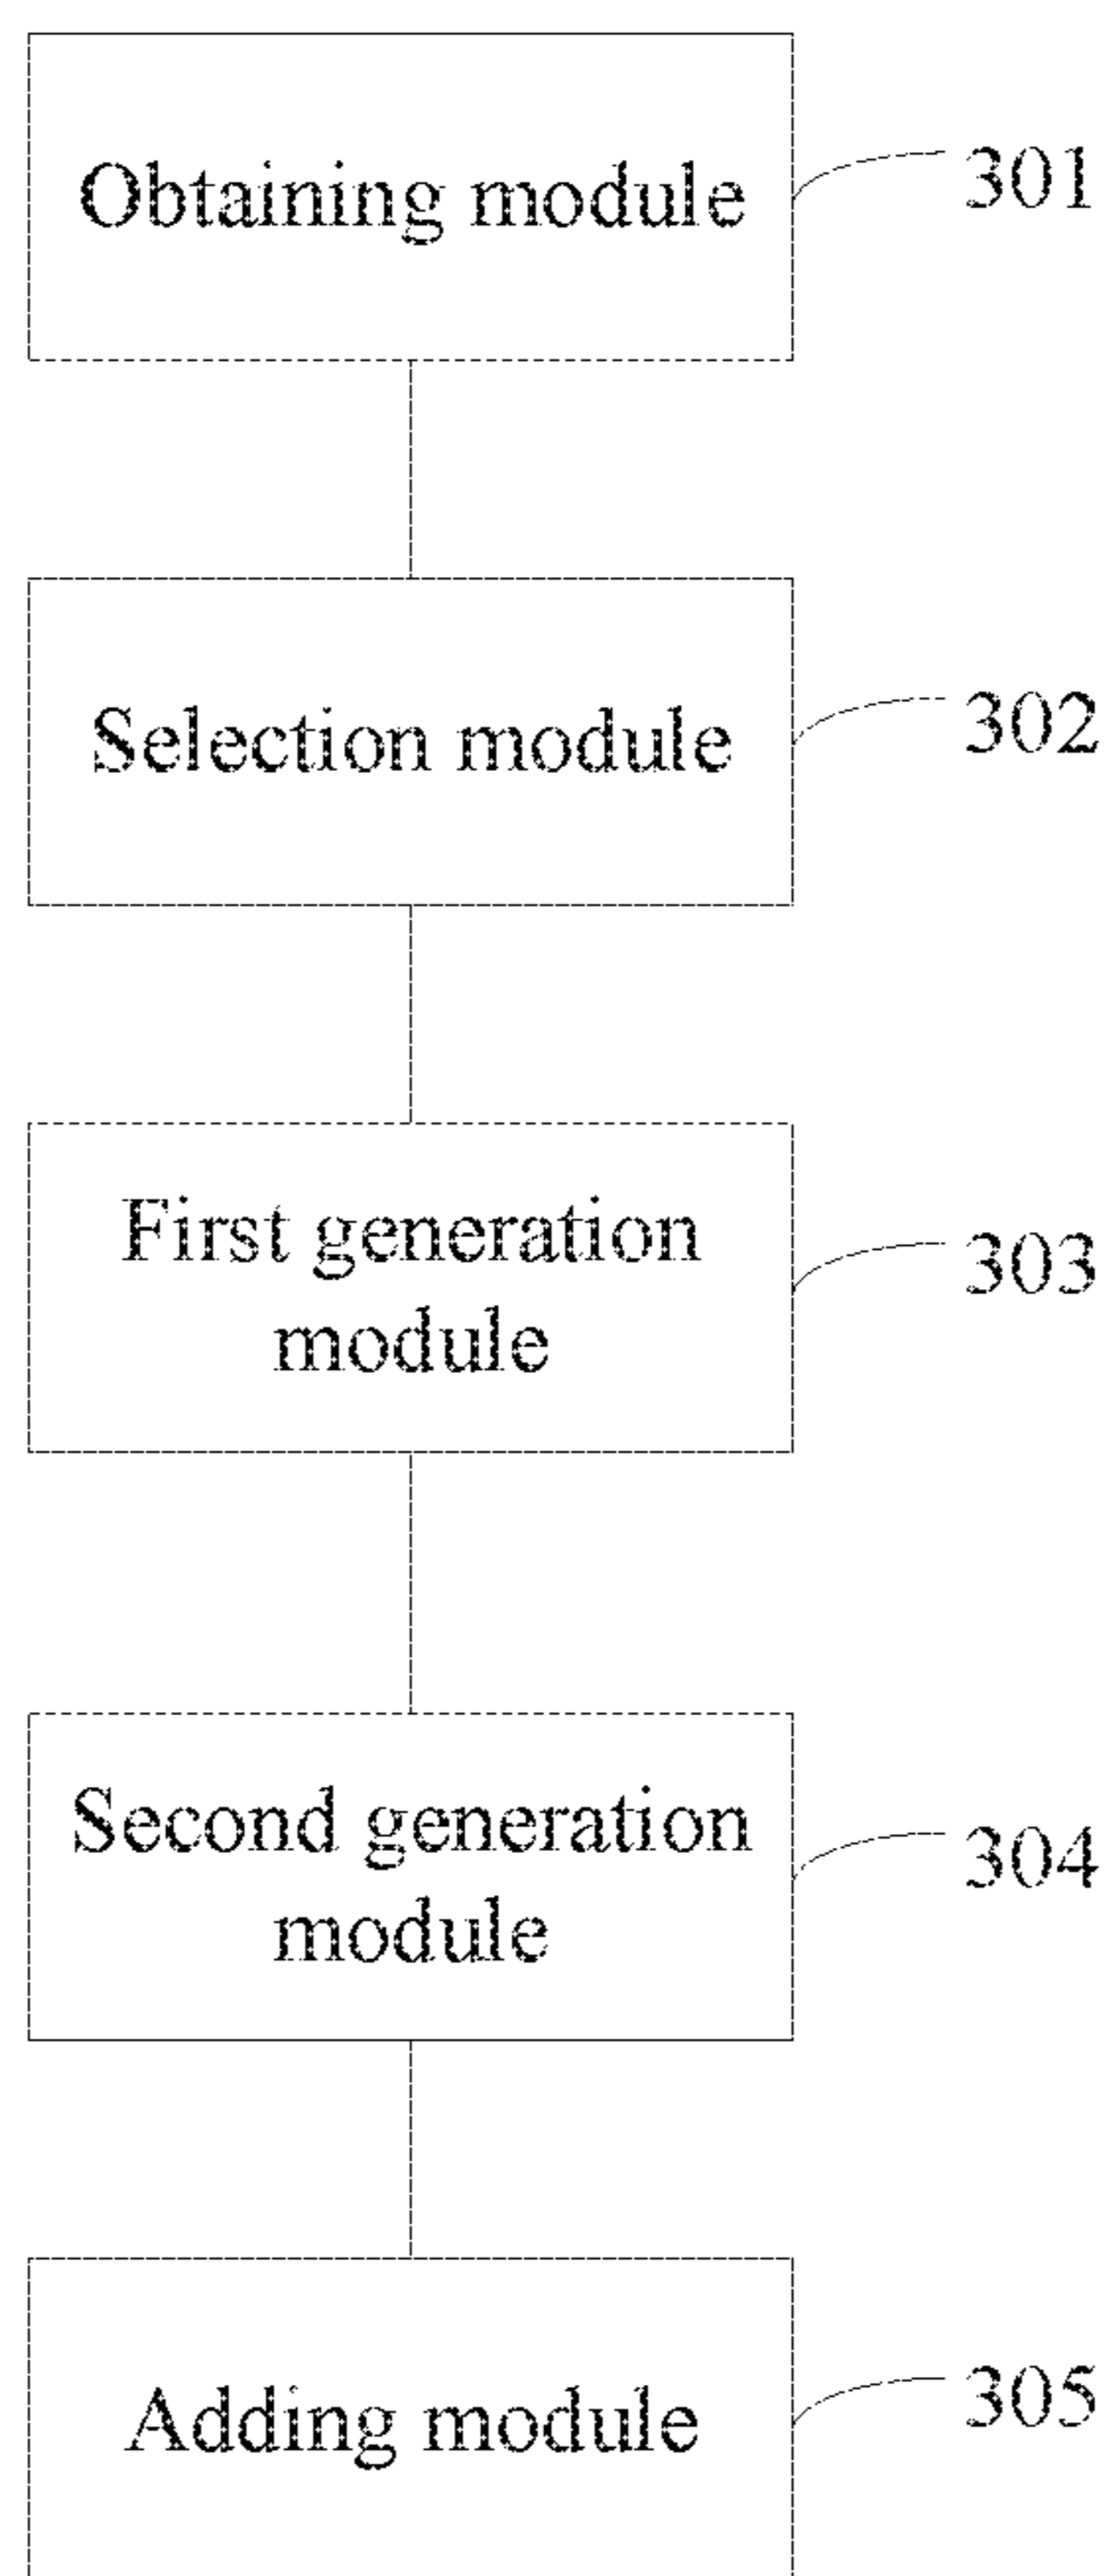 Obtaining module
301
Selection module
302
First generation
module
303
Second generation
module
304
Adding module
305